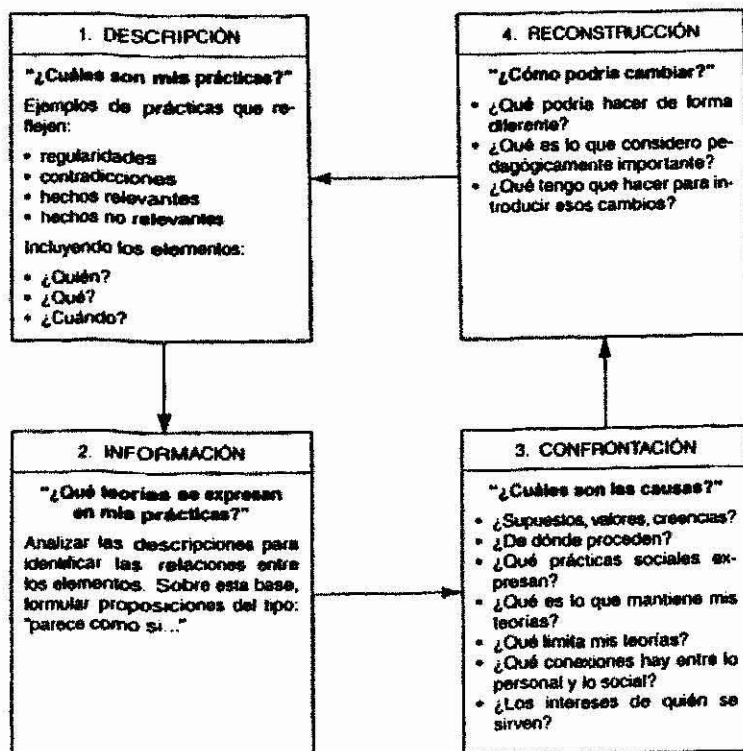 1. DESCRIPCIÓN
"¿Cuáles son mis prácticas?"
Ejemplos de prácticas que re-
flejen:
• regularidades
• contradicciones
• hechos relevantes
• hechos no relevantes
Incluyendo los elementos:
• ¿Quién?
• ¿Qué?
• ¿Cuándo?
2. INFORMACIÓN
"¿Qué teorías se expresan
en mis prácticas?"
Analizar las descripciones para
identificar las relaciones entre
los elementos. Sobre esta base,
formular proposiciones del tipo:
"parece como si..."
3. CONFRONTACIÓN
"¿Cuáles son las causas?"
• ¿Supuestos, valores, creencias?
• ¿De dónde proceden?
• ¿Qué prácticas sociales ex-
presan?
• ¿Qué es lo que mantiene mis
teorías?
• ¿Qué limita mis teorías?
• ¿Qué conexiones hay entre lo
personal y lo social?
• ¿Los intereses de quién se
sirven?
4. RECONSTRUCCIÓN
"¿Cómo podría cambiar?"
• ¿Qué podría hacer de forma
diferente?
• ¿Qué es lo que considero pe-
dagógicamente importante?
• ¿Qué tengo que hacer para in-
troducir esos cambios?